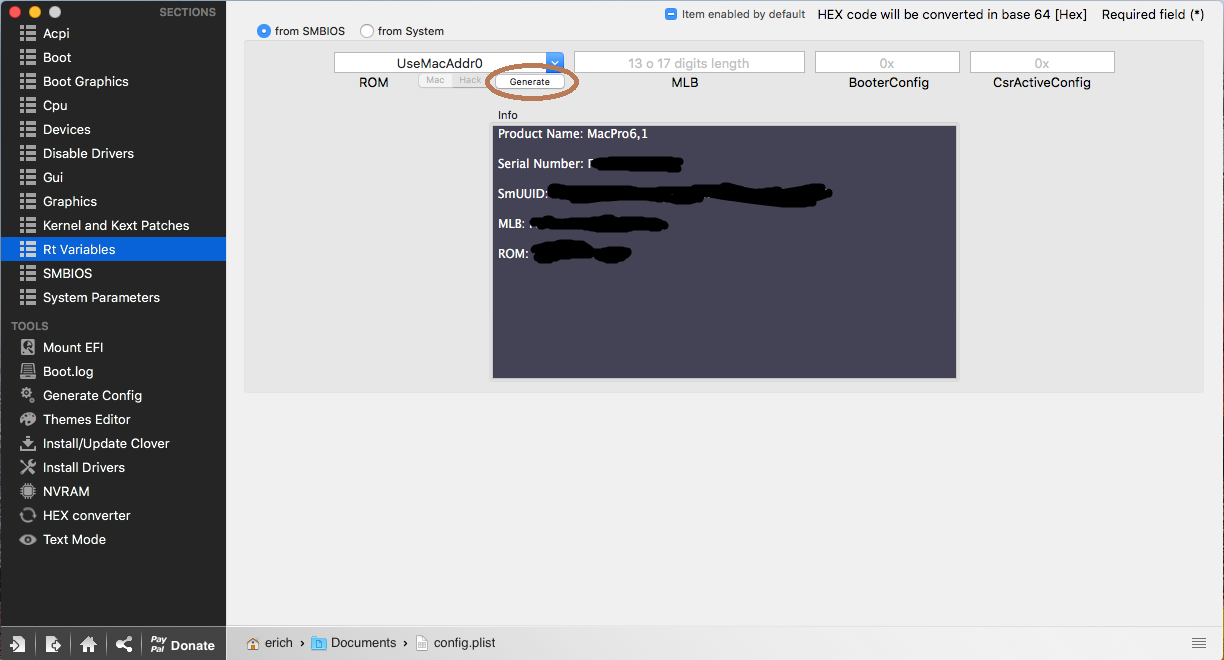 SECTIONS
Acpi
Boot
Boot Graphics
Cpu
Devices
Disable Drivers
Gui
Graphics
Kernel and Kext Patches
Rt Variables
SMBIOS
System Parameters
TOOLS
Mount EFI
Boot.log
Generate Config
Themes Editor
Install/Update Clover
Install Drivers
NVRAM
HEX converter
Text Mode
Pay
Pal
Donate
Item enabled by default HEX code will be converted in base 64 [Hex] Required field (*)
from SMBIOS from System
UseMacAddr0 13 o 17 digits length 0x 0x
ROM Mac Hack Generate MLB BooterConfig CsrActiveConfig
Info
Product Name: MacPro6,1
Serial Number:
SmUUID:
MLB:
ROM:
erich › Documents › config.plist